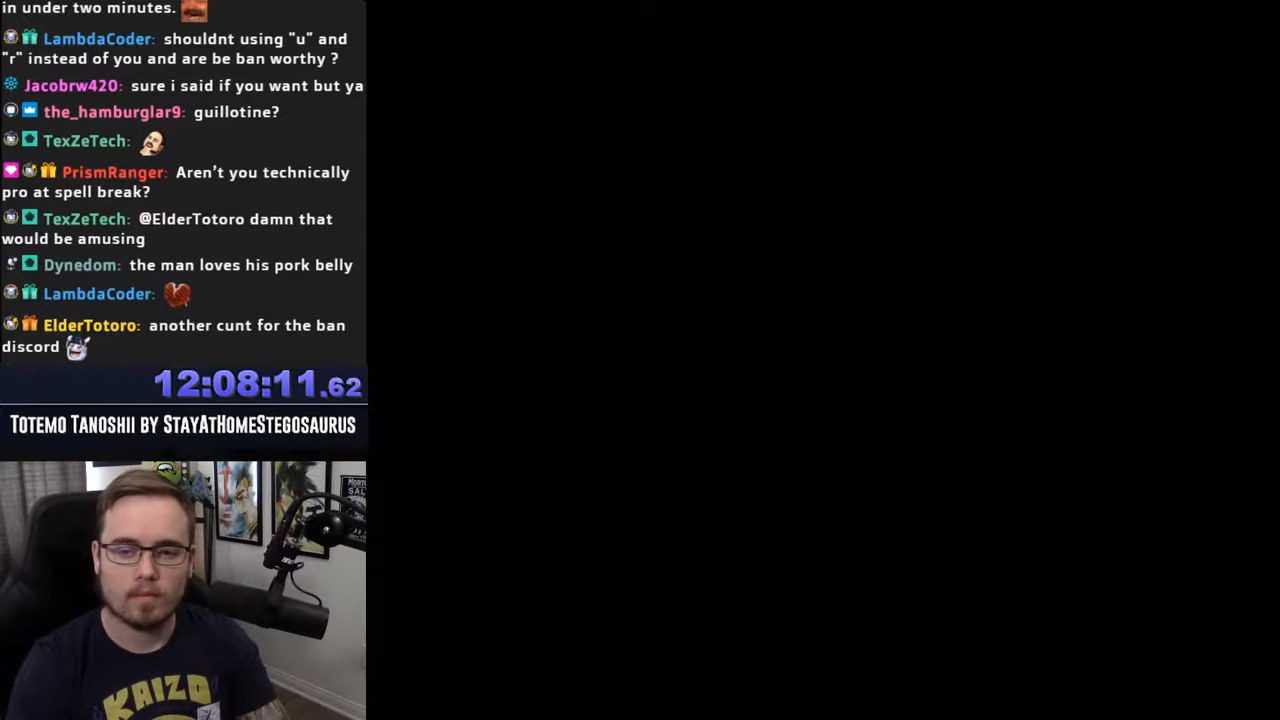 in under two minutes.
LambdaCoder: shouldnt using "u" and
"r" instead of you and are be ban worthy ?
Jacobrw420: sure i said if you want but ya
the_hamburglar9: guillotine?
TexZeTech:
PrismRanger: Aren't you technically
pro at spell break?
TexZeTech: @ElderTotoro damn that
would be amusing
Dynedom: the man loves his pork belly
LambdaCoder:
ElderTotoro: another cunt for the ban
discord
12:08:11.62
Totemo Tanoshii by StayAtHomeStegosaurus
KAIZO